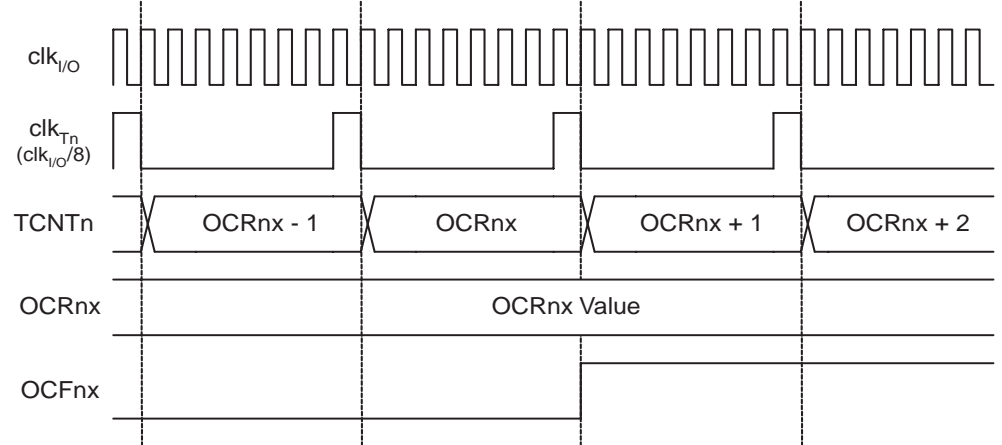 clkI/O
clkTn
(clkI/O/8)
TCNTn OCRnx - 1 OCRnx OCRnx + 1 OCRnx + 2
OCRnx OCRnx Value
OCFnx